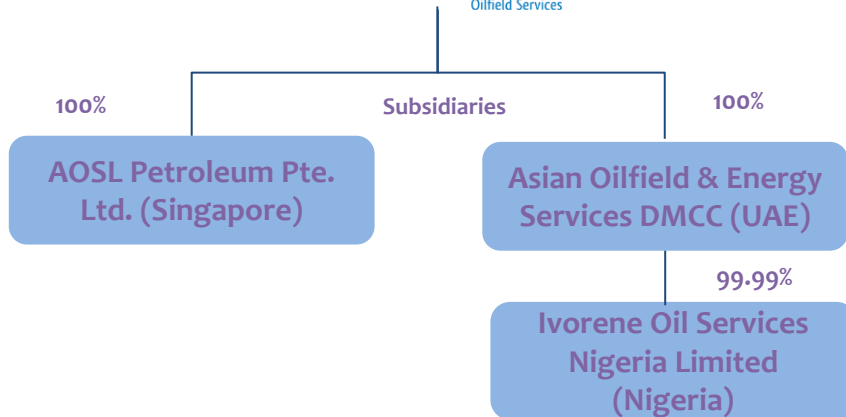 Oilfield Services
100%
Subsidiaries
100%
AOSL Petroleum Pte.
Ltd. (Singapore)
Asian Oilfield & Energy
Services DMCC (UAE)
99.99%
Ivorene Oil Services
Nigeria Limited
(Nigeria)